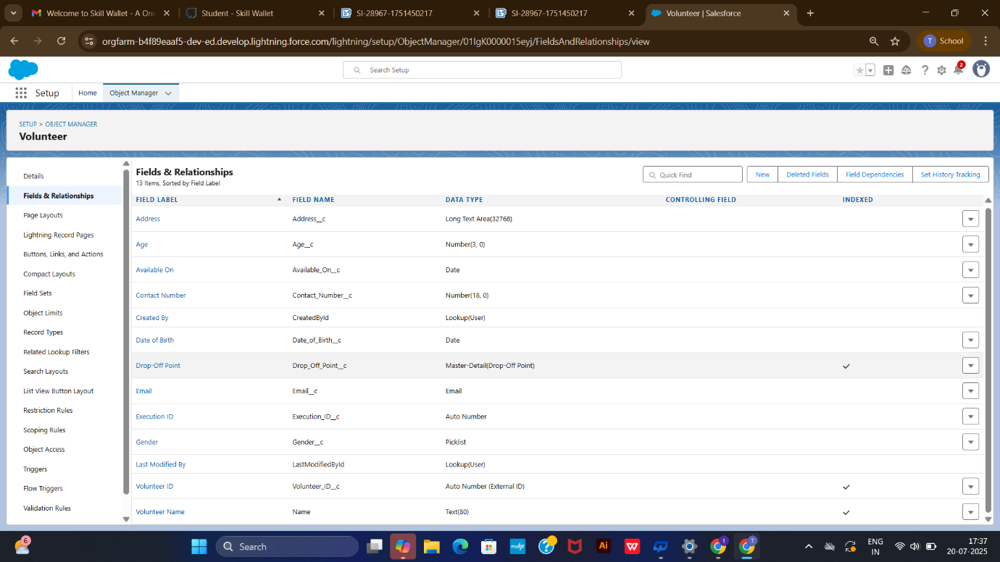 Welcome to Skill Wallet - A One
Student - Skill Wallet
SI-28967-1751450217
SI-28967-1751450217
Volunteer | Salesforce
orgfarm-b4f89eaaf5-dev-ed.develop.lightning.force.com/lightning/setup/ObjectManager/01IgK0000015eyj/FieldsAndRelationships/view
T School
Search Setup
2
Setup
Home
Object Manager
SETUP > OBJECT MANAGER
Volunteer
Details
Fields & Relationships
Page Layouts
Lightning Record Pages
Buttons, Links, and Actions
Compact Layouts
Field Sets
Object Limits
Record Types
Related Lookup Filters
Search Layouts
List View Button Layout
Restriction Rules
Scoping Rules
Object Access
Triggers
Flow Triggers
Validation Rules
Fields & Relationships
13 Items, Sorted by Field Label
Quick Find
New
Deleted Fields
Field Dependencies
Set History Tracking
FIELD LABEL FIELD NAME DATA TYPE CONTROLLING FIELD INDEXED
Address Address__c Long Text Area(32768)
Age Age__c Number(3, 0)
Available On Available_On__c Date
Contact Number Contact_Number__c Number(18, 0)
Created By CreatedById Lookup(User)
Date of Birth Date_of_Birth__c Date
Drop-Off Point Drop_Off_Point__c Master-Detail(Drop-Off Point)
Email Email__c Email
Execution ID Execution_ID__c Auto Number
Gender Gender__c Picklist
Last Modified By LastModifiedById Lookup(User)
Volunteer ID Volunteer_ID__c Auto Number (External ID)
Volunteer Name Name Text(80)
6
Search
myhp
Ai
W
t
T
ENG
IN
17:37
20-07-2025